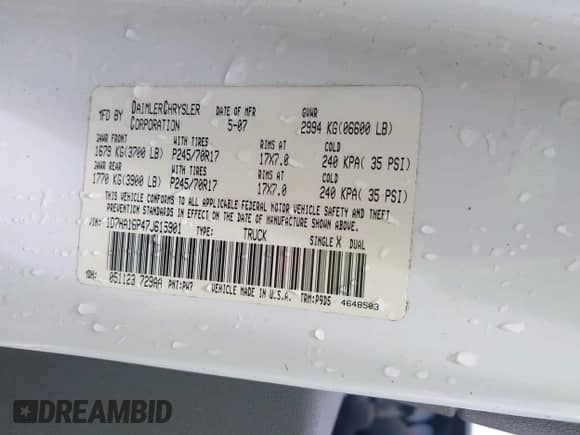 MFD BY DAIMLERCHRYSLER CORPORATION DATE OF MFR 5-07 GVWR 2994 KG(06600 LB)
GAWR FRONT WITH TIRES RIMS AT COLD
1679 KG(3700 LB) P245/70R17 17X7.0 240 KPA( 35 PSI)
GAWR REAR WITH TIRES RIMS AT COLD
1770 KG(3900 LB) P245/70R17 17X7.0 240 KPA( 35 PSI)
THIS VEHICLE CONFORMS TO ALL APPLICABLE FEDERAL MOTOR VEHICLE SAFETY AND
THEFT PREVENTION STANDARDS IN EFFECT ON THE DATE OF MANUFACTURE SHOWN ABOVE.
VIN: 1D7HA16P47J615901 TYPE: TRUCK SINGLE X DUAL
MDH: 051123 729AA PNT:PW7 VEHICLE MADE IN U.S.A. TRM:P9D5 4648503
DREAMBID